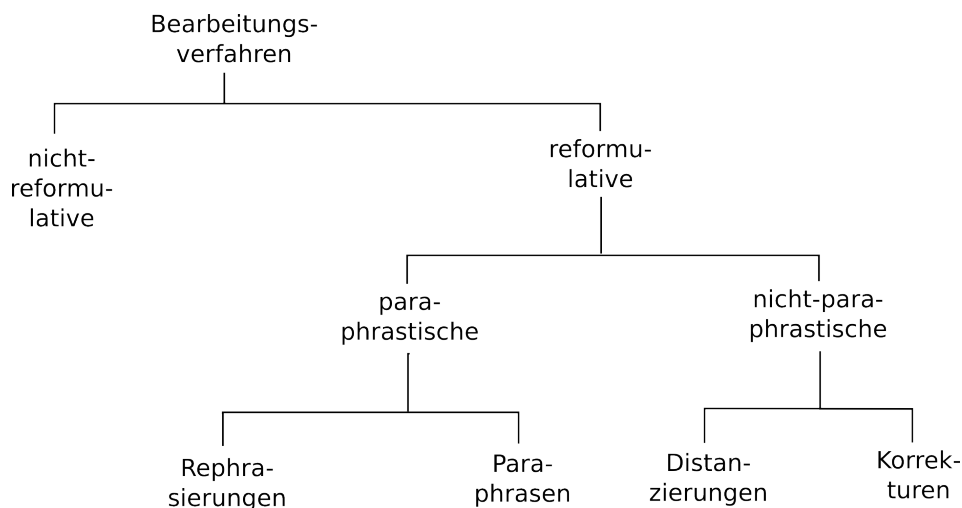 Bearbeitungs-
verfahren
nicht-
reformu-
lative
reformu-
lative
para-
phrastische
nicht-para-
phrastische
Rephra-
sierungen
Para-
phrasen
Distan-
zierungen
Korrek-
turen